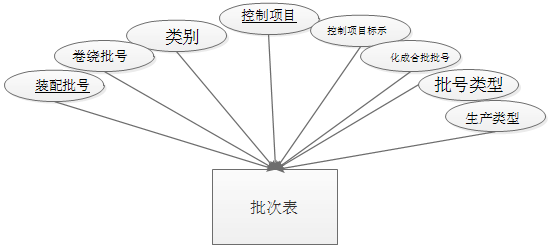 控制项目
控制项目标示
类别
卷绕批号
化成合批批号
装配批号
批号类型
生产类型
批次表